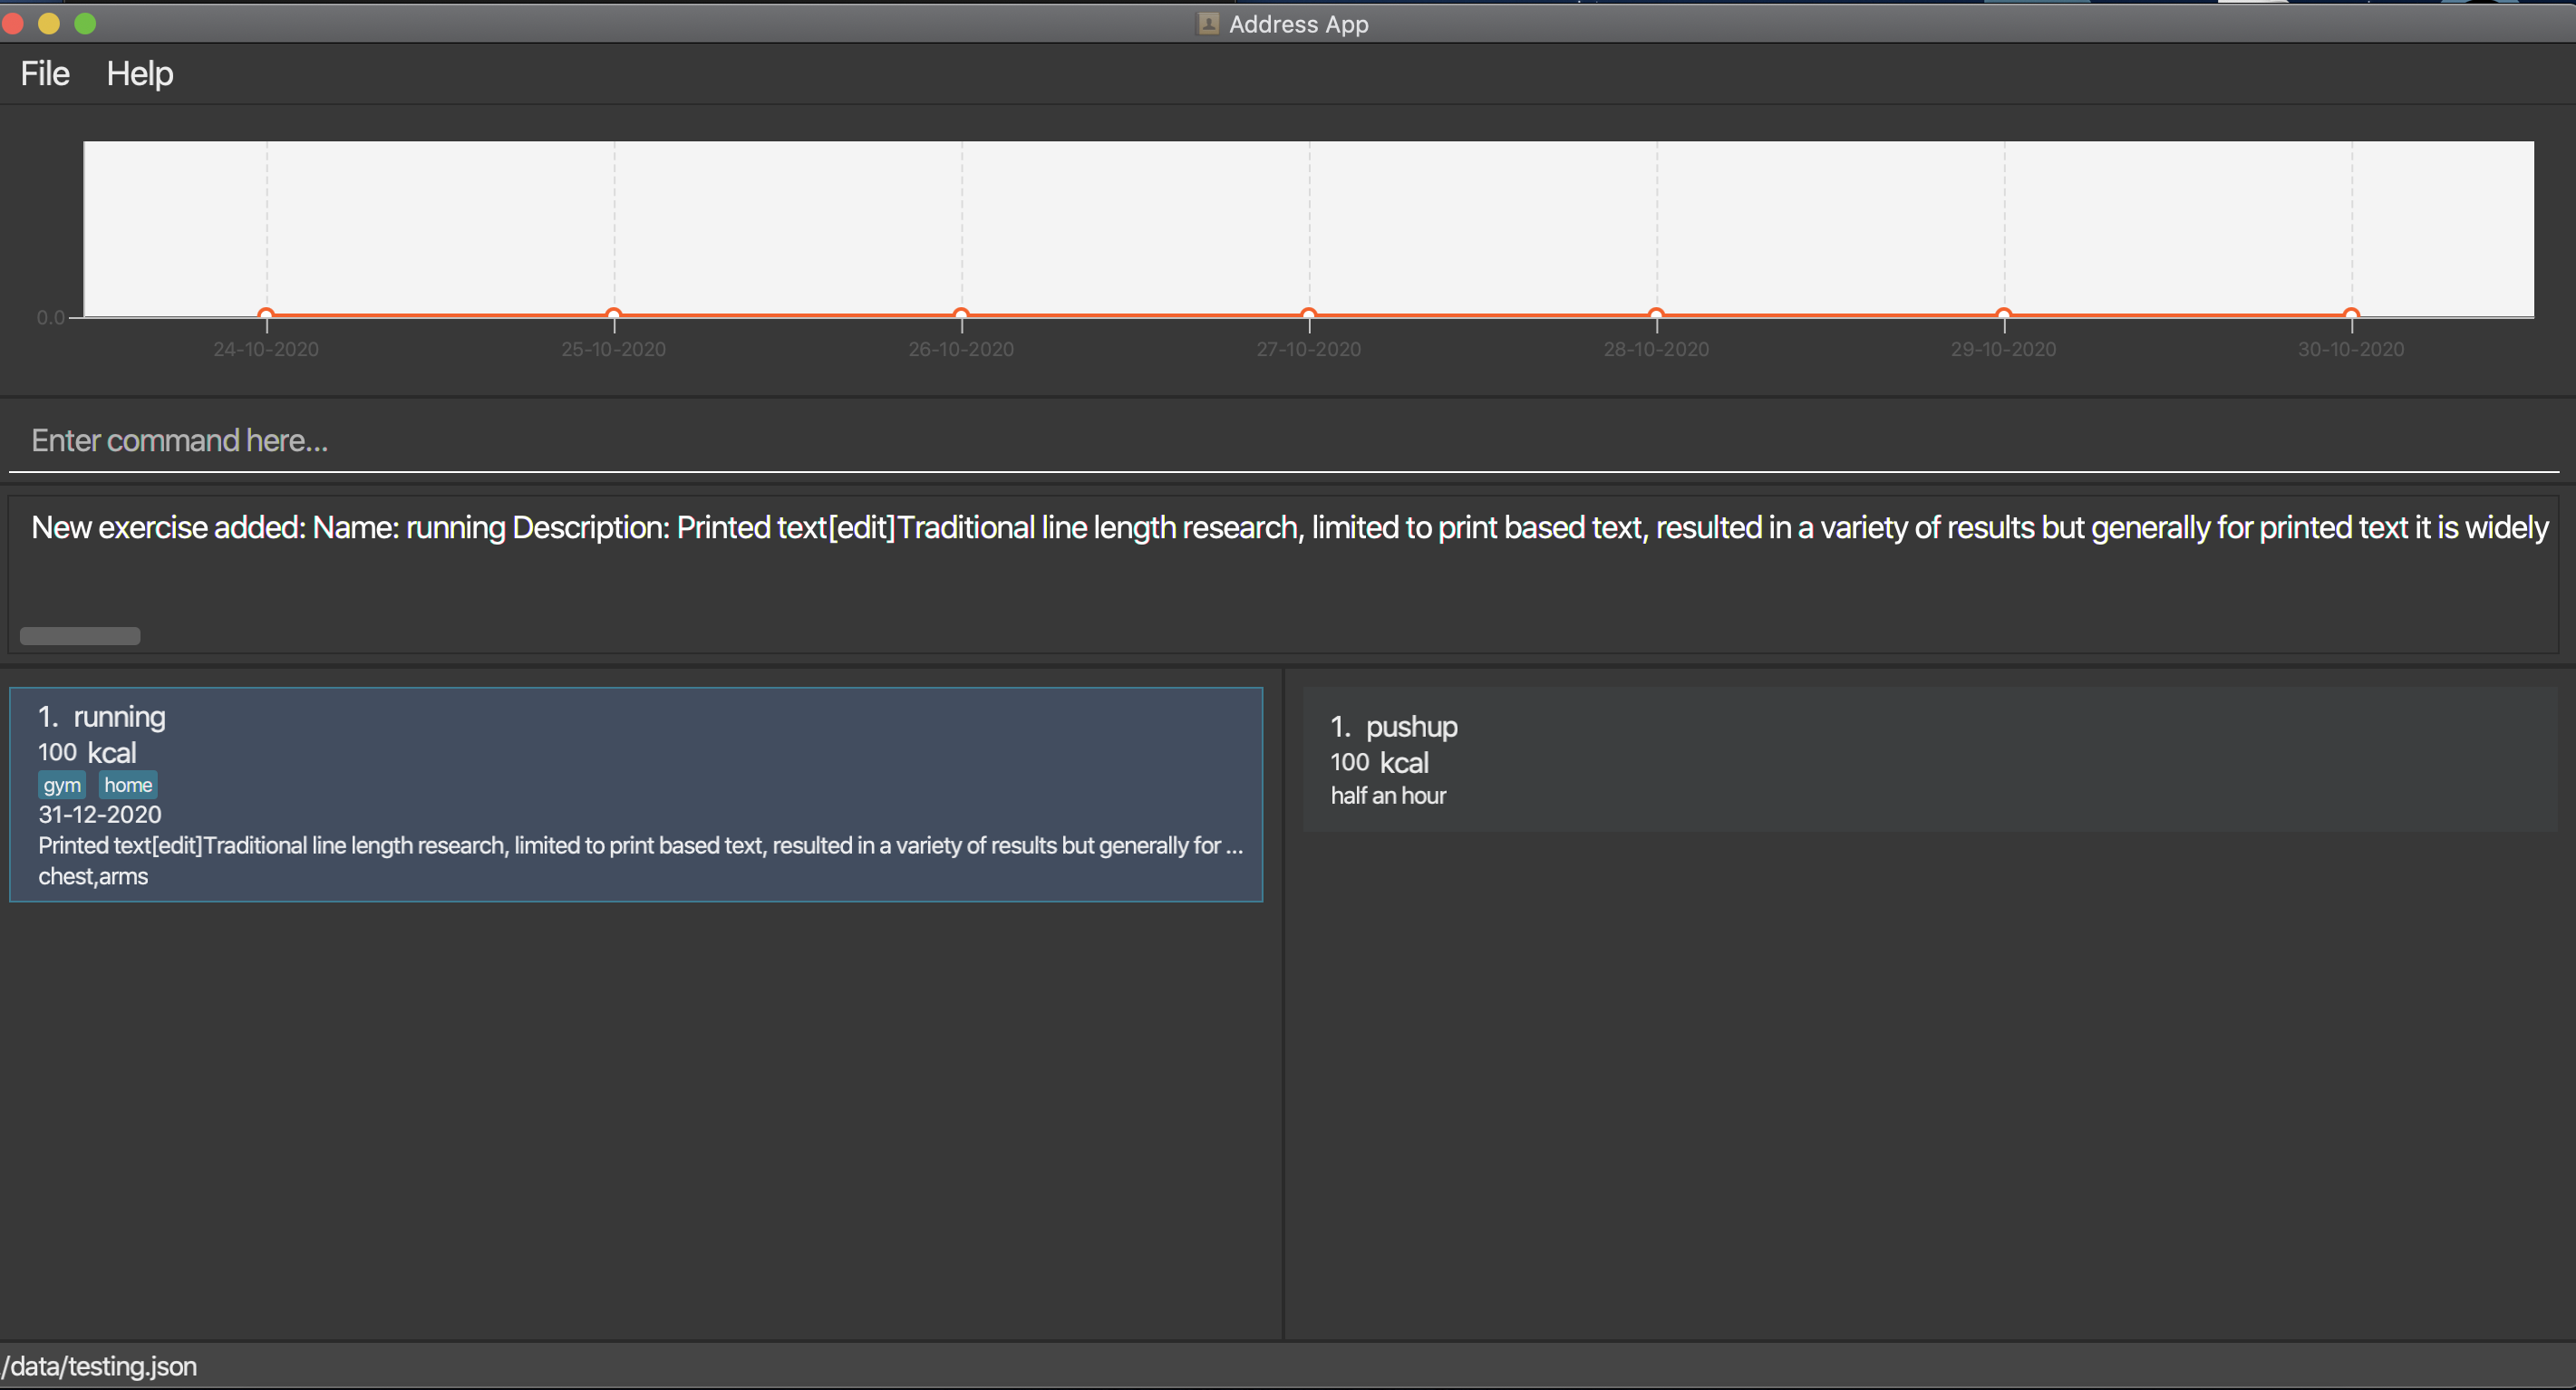 Address App
File Help
0.0
24-10-2020 25-10-2020 26-10-2020 27-10-2020 28-10-2020 29-10-2020 30-10-2020
Enter command here...
New exercise added: Name: running Description: Printed text[edit]Traditional line length research, limited to print based text, resulted in a variety of results but generally for printed text it is widely
1. running
100 kcal
gym home
31-12-2020
Printed text[edit]Traditional line length research, limited to print based text, resulted in a variety of results but generally for ...
chest,arms
1. pushup
100 kcal
half an hour
/data/testing.json